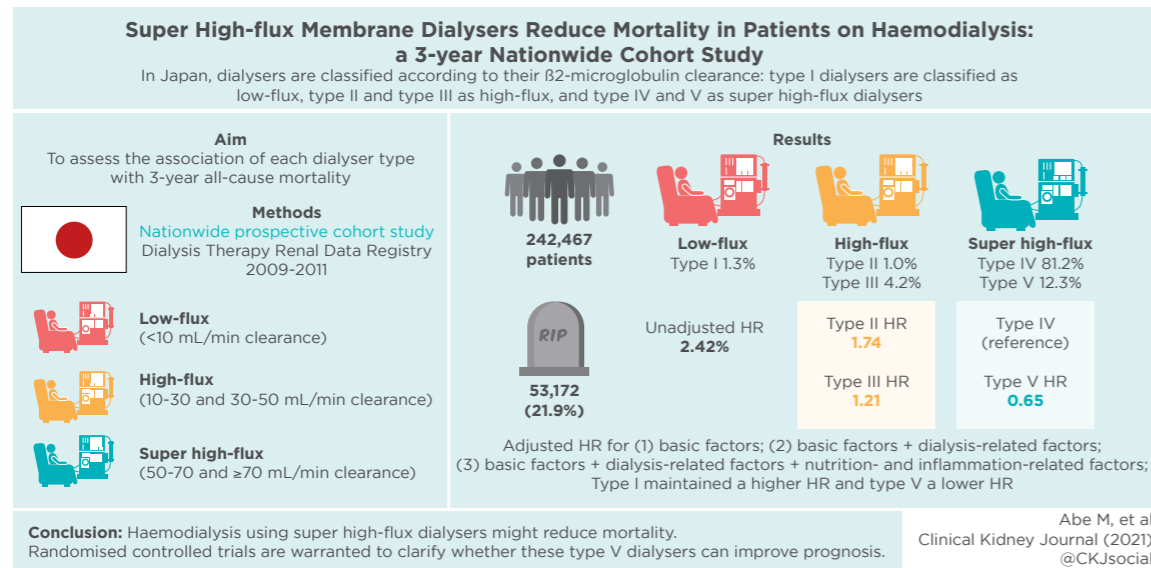 Super High-flux Membrane Dialysers Reduce Mortality in Patients on Haemodialysis:
a 3-year Nationwide Cohort Study
In Japan, dialysers are classified according to their ß2-microglobulin clearance: type I dialysers are classified as
low-flux, type II and type III as high-flux, and type IV and V as super high-flux dialysers
Aim
To assess the association of each dialyser type
with 3-year all-cause mortality
Methods
Nationwide prospective cohort study
Dialysis Therapy Renal Data Registry
2009-2011
Low-flux
(<10 mL/min clearance)
High-flux
(10-30 and 30-50 mL/min clearance)
Super high-flux
(50-70 and ≥70 mL/min clearance)
Results
242,467
patients
Low-flux
Type I 1.3%
High-flux
Type II 1.0%
Type III 4.2%
Super high-flux
Type IV 81.2%
Type V 12.3%
RIP
53,172
(21.9%)
Unadjusted HR
2.42%
Type II HR
1.74
Type III HR
1.21
Type IV
(reference)
Type V HR
0.65
Adjusted HR for (1) basic factors; (2) basic factors + dialysis-related factors;
(3) basic factors + dialysis-related factors + nutrition- and inflammation-related factors;
Type I maintained a higher HR and type V a lower HR
Conclusion: Haemodialysis using super high-flux dialysers might reduce mortality.
Randomised controlled trials are warranted to clarify whether these type V dialysers can improve prognosis.
Abe M, et al
Clinical Kidney Journal (2021)
@CKJsocial